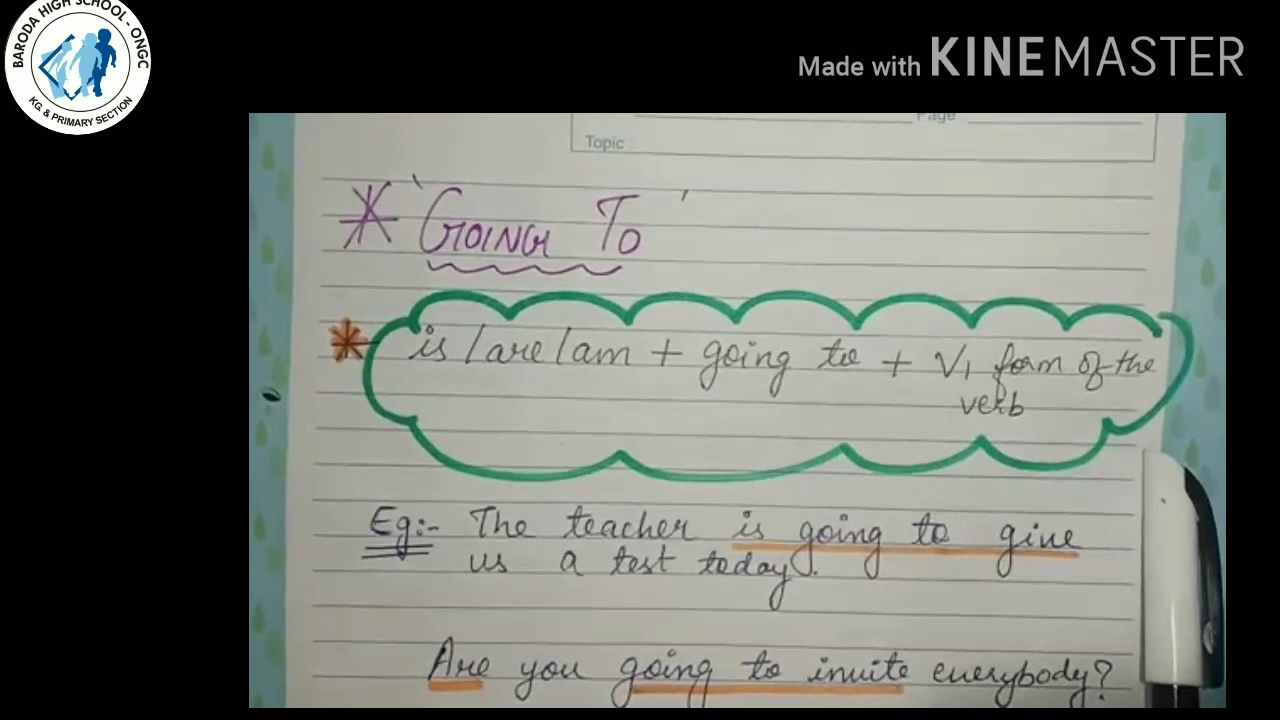 BARODA HIGH SCHOOL - ONGC
KG. & PRIMARY SECTION
Made with KINEMASTER
Page
Topic :
* 'GOING TO'
* is/are/am + going to + V1 form of the
verb
Eg:- The teacher is going to give
us a test today.
Are you going to invite everybody?